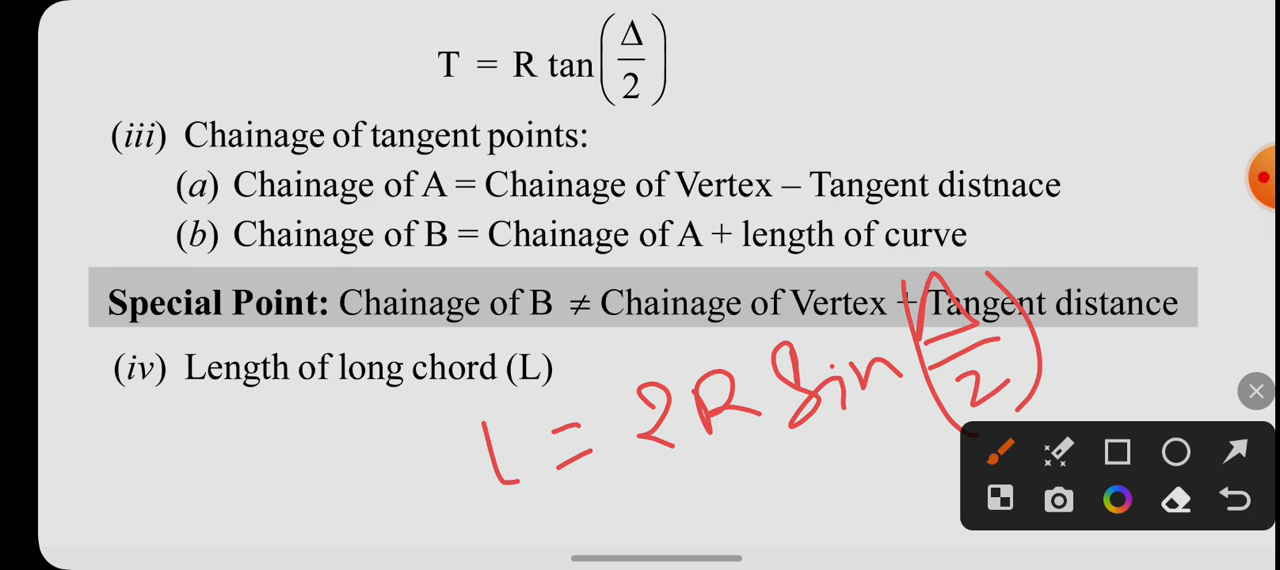 T = R tan(Δ/2)
(iii) Chainage of tangent points:
(a) Chainage of A = Chainage of Vertex – Tangent distnace
(b) Chainage of B = Chainage of A + length of curve
Special Point: Chainage of B ≠ Chainage of Vertex + Tangent distance
(iv) Length of long chord (L)
L = 2R Sin(Δ/2)